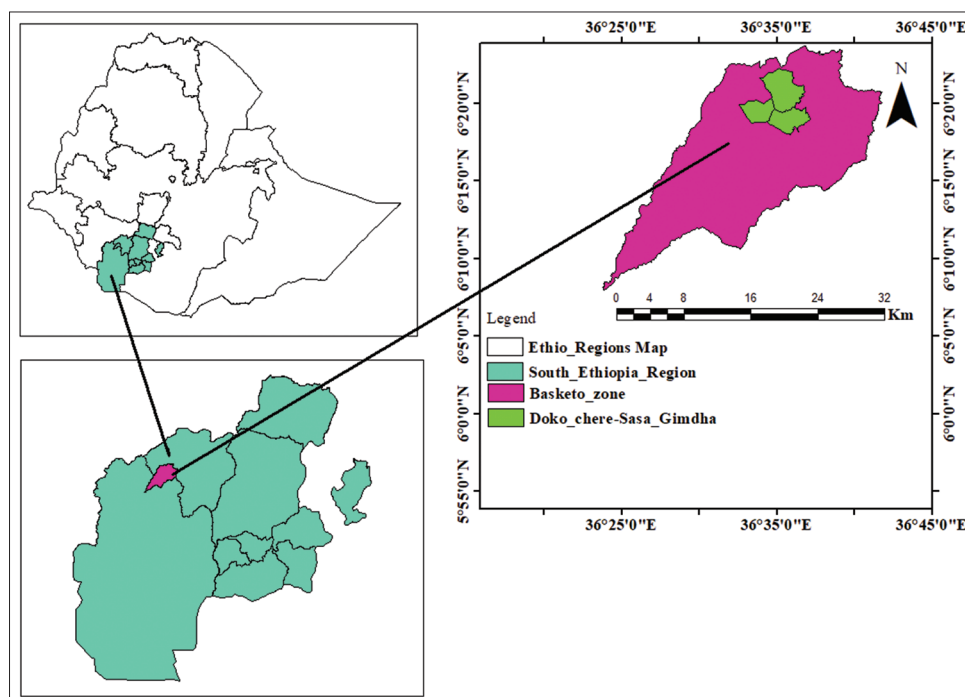 36°25'0"E 36°35'0"E 36°45'0"E
N
6°20'0"N 6°20'0"N
6°15'0"N 6°15'0"N
6°10'0"N 6°10'0"N
0 4 8 16 24 32
Km
Legend
6°5'0"N 6°5'0"N
Ethio_Regions Map
South_Ethiopia_Region
Basketo_zone
Doko_chere-Sasa_Gimdha
6°0'0"N 6°0'0"N
5°55'0"N
36°25'0"E 36°35'0"E 36°45'0"E